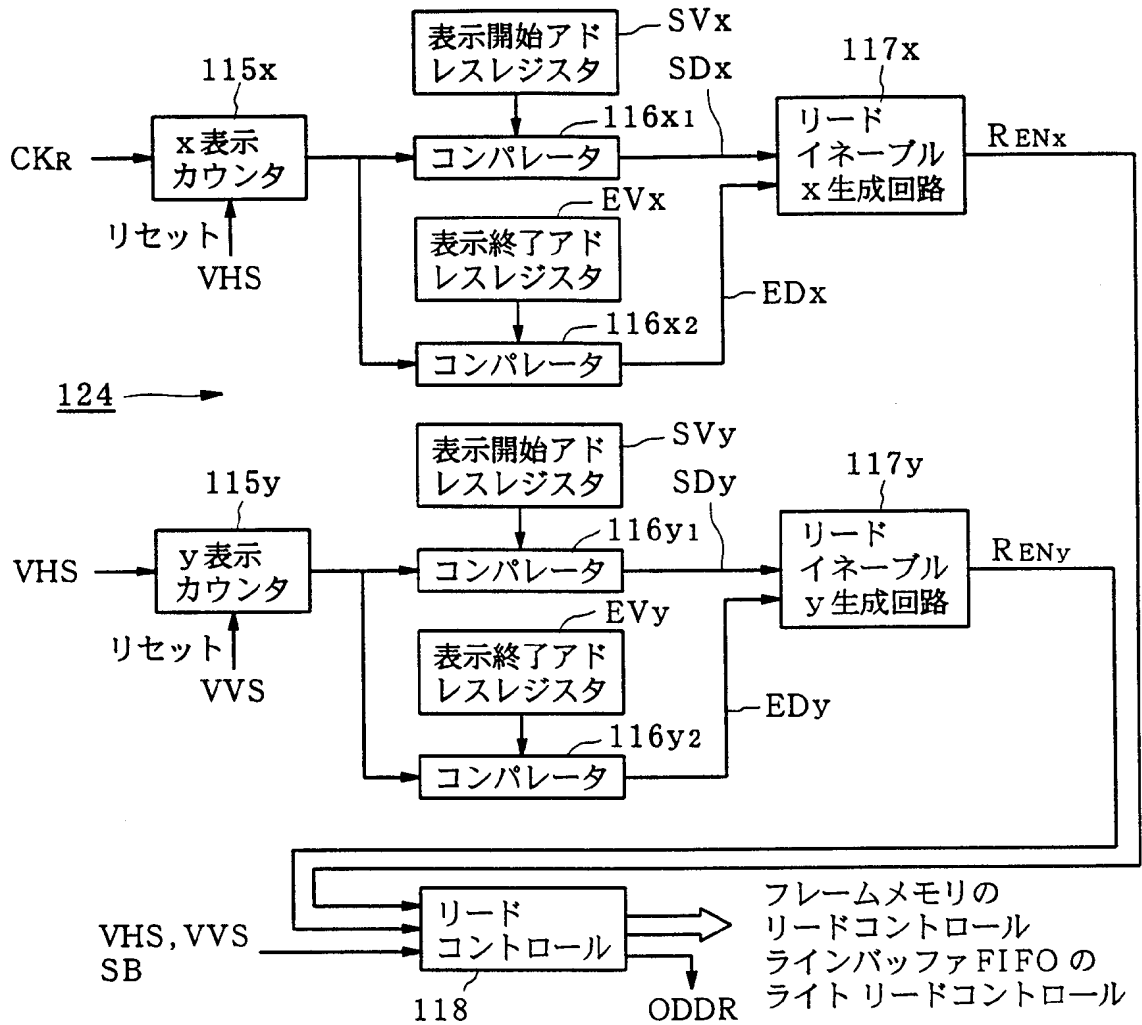 表示開始アド
レスレジスタ
SVx
SDx
115x
117x
116x1
CKR
x表示
カウンタ
コンパレータ
リード
イネーブル
x生成回路
RENx
リセット
VHS
EVx
表示終了アド
レスレジスタ
EDx
116x2
コンパレータ
124
表示開始アド
レスレジスタ
SVy
SDy
115y
117y
116y1
VHS
y表示
カウンタ
コンパレータ
リード
イネーブル
y生成回路
RENy
リセット
VVS
EVy
表示終了アド
レスレジスタ
EDy
116y2
コンパレータ
VHS, VVS
SB
リード
コントロール
118
ODDR
フレームメモリの
リードコントロール
ラインバッファFIFOの
ライト リードコントロール